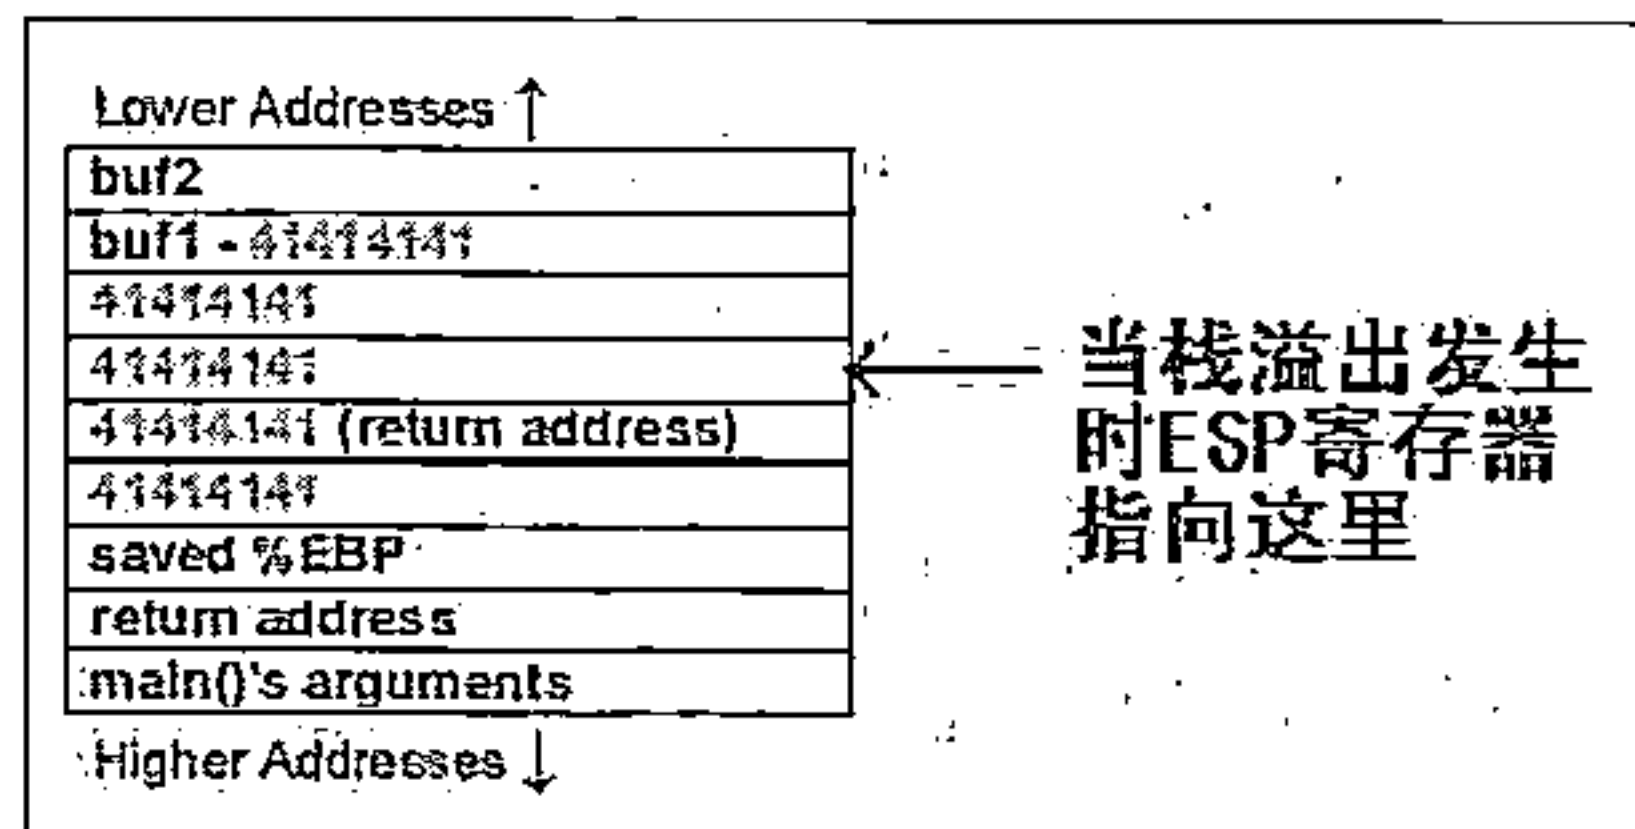 Lower Addresses ↑
buf2
buf1 - 41414141
41414141
41414141
41414141 (return address)
41414141
saved %EBP
return address
main()'s arguments
Higher Addresses ↓
当栈溢出发生
时ESP寄存器
指向这里